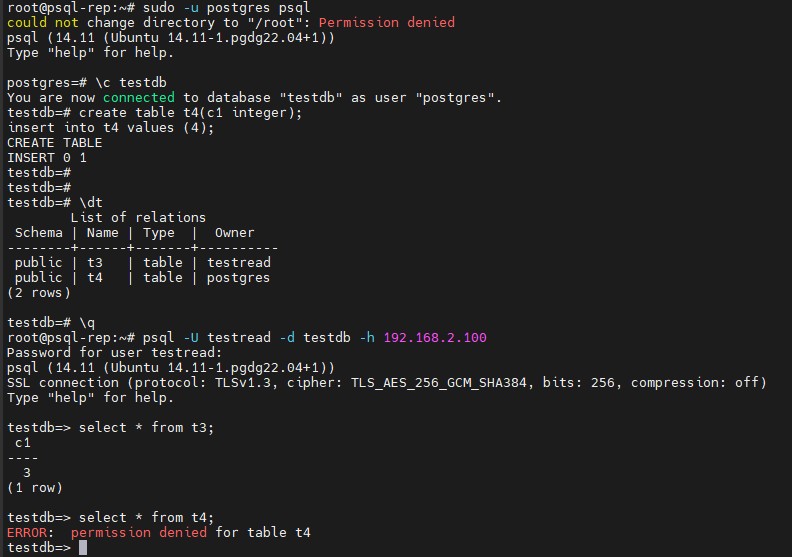 root@psql-rep:~# sudo -u postgres psql
could not change directory to "/root": Permission denied
psql (14.11 (Ubuntu 14.11-1.pgdg22.04+1))
Type "help" for help.

postgres=# \c testdb
You are now connected to database "testdb" as user "postgres".
testdb=# create table t4(c1 integer);
insert into t4 values (4);
CREATE TABLE
INSERT 0 1
testdb=#
testdb=#
testdb=# \dt
        List of relations
 Schema | Name | Type  |  Owner
--------+------+-------+----------
 public | t3   | table | testread
 public | t4   | table | postgres
(2 rows)

testdb=# \q
root@psql-rep:~# psql -U testread -d testdb -h 192.168.2.100
Password for user testread:
psql (14.11 (Ubuntu 14.11-1.pgdg22.04+1))
SSL connection (protocol: TLSv1.3, cipher: TLS_AES_256_GCM_SHA384, bits: 256, compression: off)
Type "help" for help.

testdb=> select * from t3;
 c1
----
  3
(1 row)

testdb=> select * from t4;
ERROR:  permission denied for table t4
testdb=>